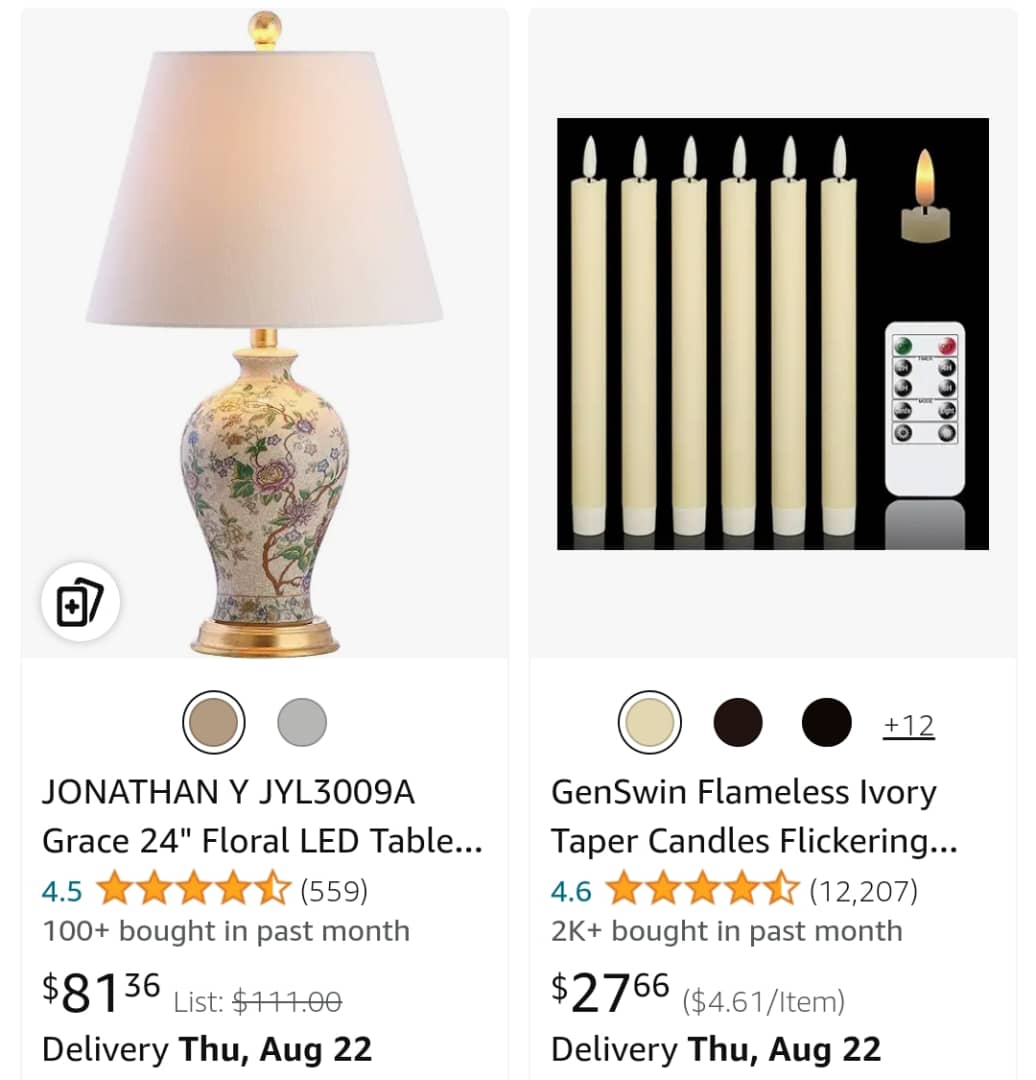 +12
JONATHAN Y JYL3009A
Grace 24" Floral LED Table...
4.5 (559)
100+ bought in past month
$81.36 List: $111.00
Delivery Thu, Aug 22
TIMER
MODE
GenSwin Flameless Ivory
Taper Candles Flickering...
4.6 (12,207)
2K+ bought in past month
$27.66 ($4.61/Item)
Delivery Thu, Aug 22